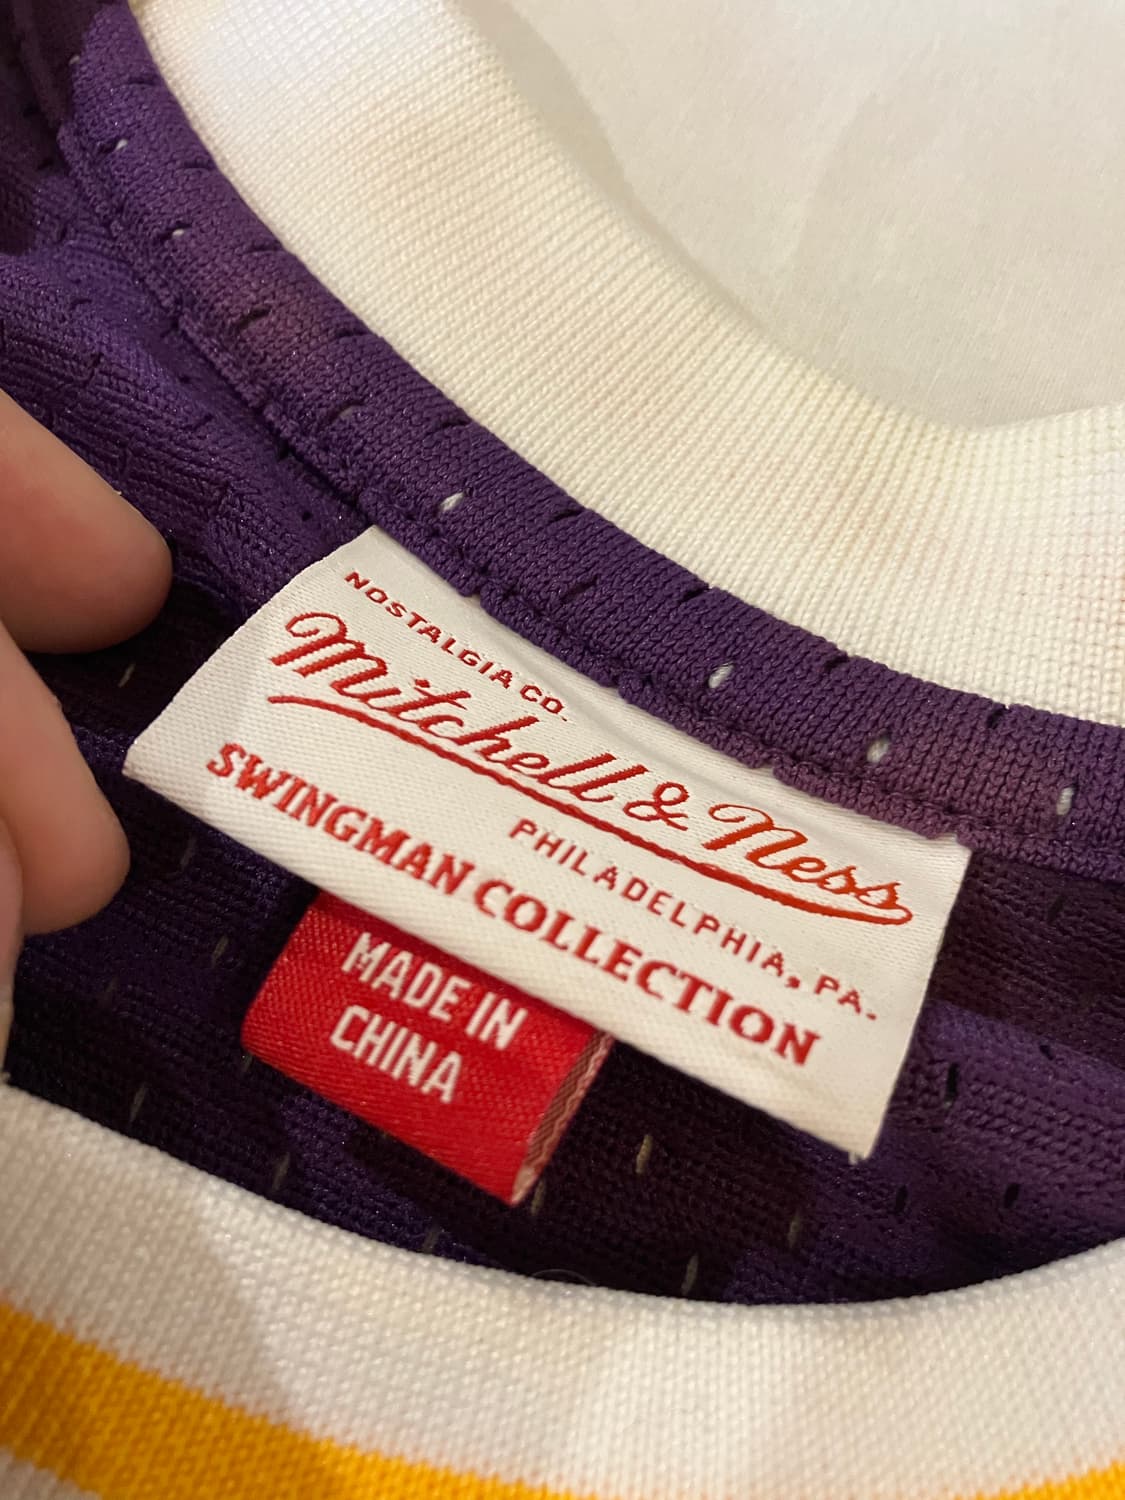 NOSTALGIA CO.
Mitchell & Ness
PHILADELPHIA, PA.
SWINGMAN COLLECTION
MADE IN
CHINA